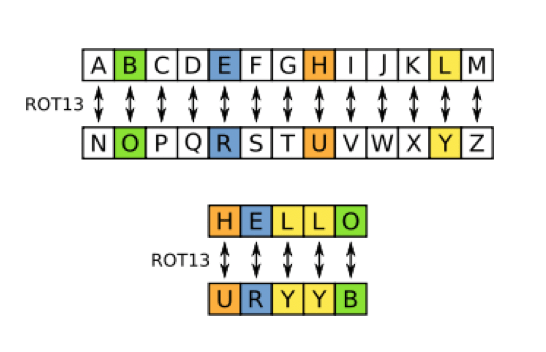 A B C D E F G H I J K L M
ROT13
N O P Q R S T U V W X Y Z
H E L L O
ROT13
U R Y Y B